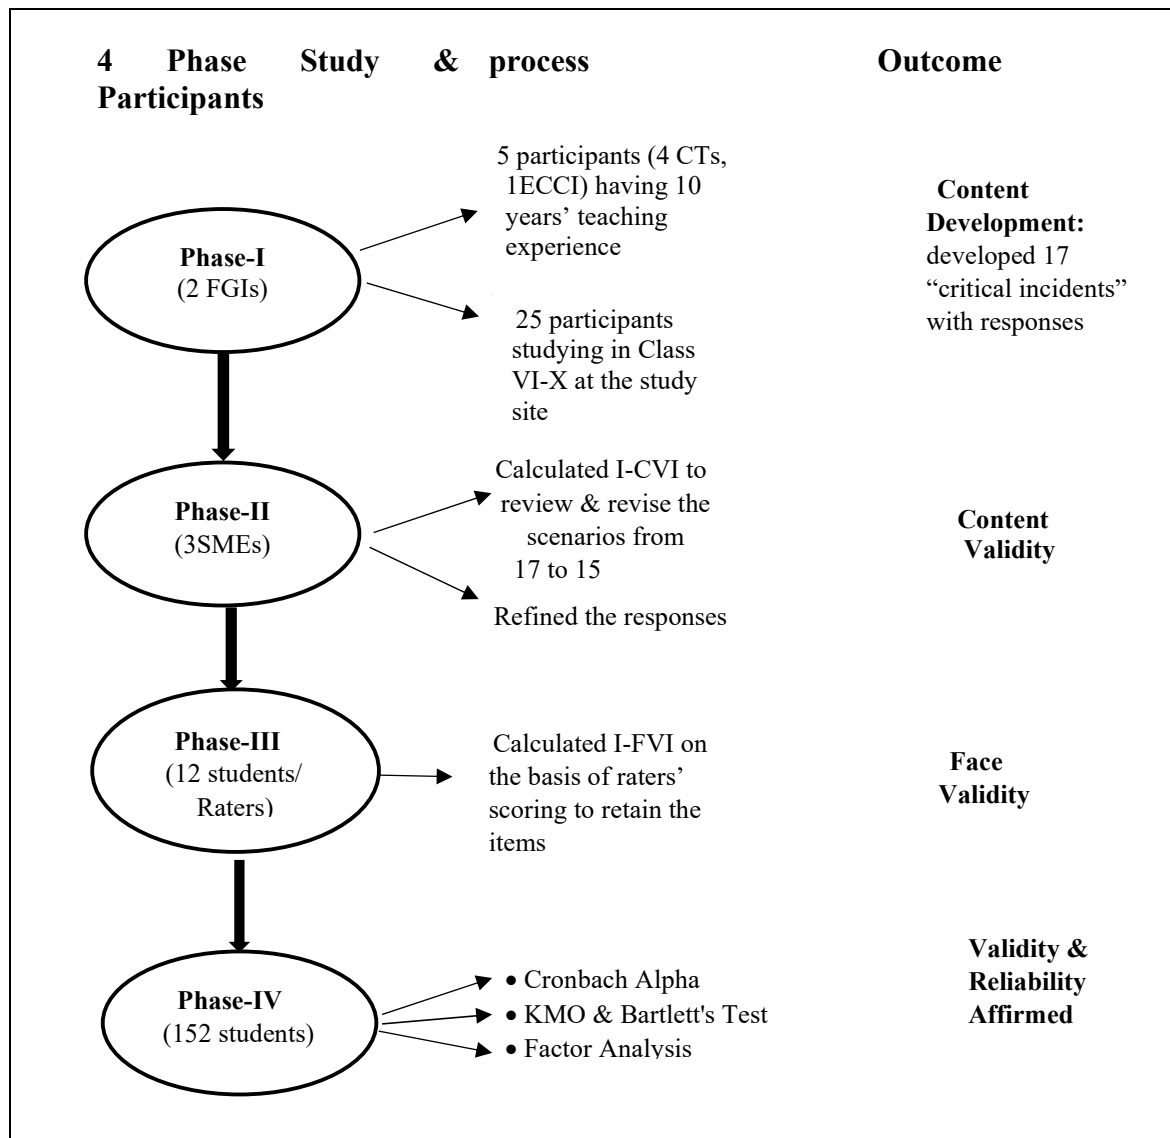 4 Phase Study & process Outcome
Participants
Phase-I
(2 FGIs)
5 participants (4 CTs,
1ECCI) having 10
years’ teaching
experience
25 participants
studying in Class
VI-X at the study
site
Content
Development:
developed 17
“critical incidents”
with responses
Phase-II
(3SMEs)
Calculated I-CVI to
review & revise the
scenarios from
17 to 15
Refined the responses
Content
Validity
Phase-III
(12 students/
Raters)
Calculated I-FVI on
the basis of raters’
scoring to retain the
items
Face
Validity
Phase-IV
(152 students)
• Cronbach Alpha
• KMO & Bartlett's Test
• Factor Analysis
Validity &
Reliability
Affirmed